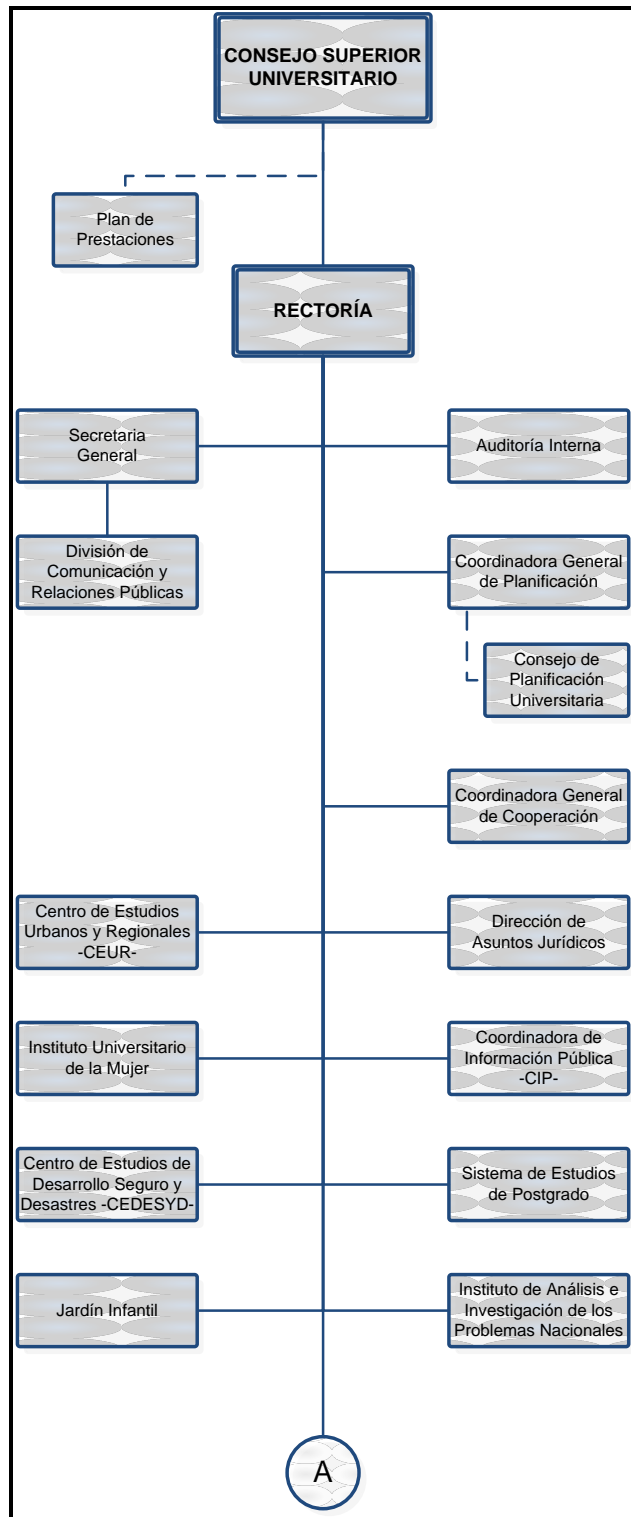 CONSEJO SUPERIOR
UNIVERSITARIO
Plan de
Prestaciones
RECTORÍA
Secretaria
General
Auditoría Interna
División de
Comunicación y
Relaciones Públicas
Coordinadora General
de Planificación
Consejo de
Planificación
Universitaria
Coordinadora General
de Cooperación
Centro de Estudios
Urbanos y Regionales
-CEUR-
Dirección de
Asuntos Jurídicos
Instituto Universitario
de la Mujer
Coordinadora de
Información Pública
-CIP-
Centro de Estudios de
Desarrollo Seguro y
Desastres -CEDESYD-
Sistema de Estudios
de Postgrado
Jardín Infantil
Instituto de Análisis e
Investigación de los
Problemas Nacionales
A